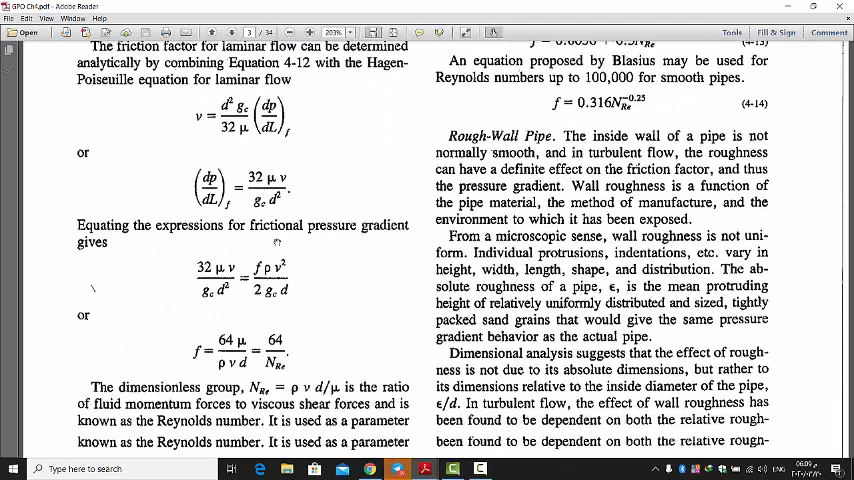 GPO Ch4.pdf - Adobe Reader
File Edit View Window Help
Open
3 / 34
203%
Tools Fill & Sign Comment
The friction factor for laminar flow can be determined
analytically by combining Equation 4-12 with the Hagen-
Poiseuille equation for laminar flow
v = d² g_c / 32 μ (dp/dL)_f
or
(dp/dL)_f = 32 μ v / g_c d².
Equating the expressions for frictional pressure gradient
gives
32 μ v / g_c d² = f ρ v² / 2 g_c d
or
f = 64 μ / ρ v d = 64 / N_Re.
The dimensionless group, N_Re = ρ v d/μ is the ratio
of fluid momentum forces to viscous shear forces and is
known as the Reynolds number. It is used as a parameter
known as the Reynolds number. It is used as a parameter
(4-13)
An equation proposed by Blasius may be used for
Reynolds numbers up to 100,000 for smooth pipes.
f = 0.316N_Re^-0.25 (4-14)
Rough-Wall Pipe. The inside wall of a pipe is not
normally smooth, and in turbulent flow, the roughness
can have a definite effect on the friction factor, and thus
the pressure gradient. Wall roughness is a function of
the pipe material, the method of manufacture, and the
environment to which it has been exposed.
From a microscopic sense, wall roughness is not uni-
form. Individual protrusions, indentations, etc. vary in
height, width, length, shape, and distribution. The ab-
solute roughness of a pipe, ϵ, is the mean protruding
height of relatively uniformly distributed and sized, tightly
packed sand grains that would give the same pressure
gradient behavior as the actual pipe.
Dimensional analysis suggests that the effect of rough-
ness is not due to its absolute dimensions, but rather to
its dimensions relative to the inside diameter of the pipe,
ϵ/d. In turbulent flow, the effect of wall roughness has
been found to be dependent on both the relative rough-
been found to be dependent on both the relative rough-
Type here to search